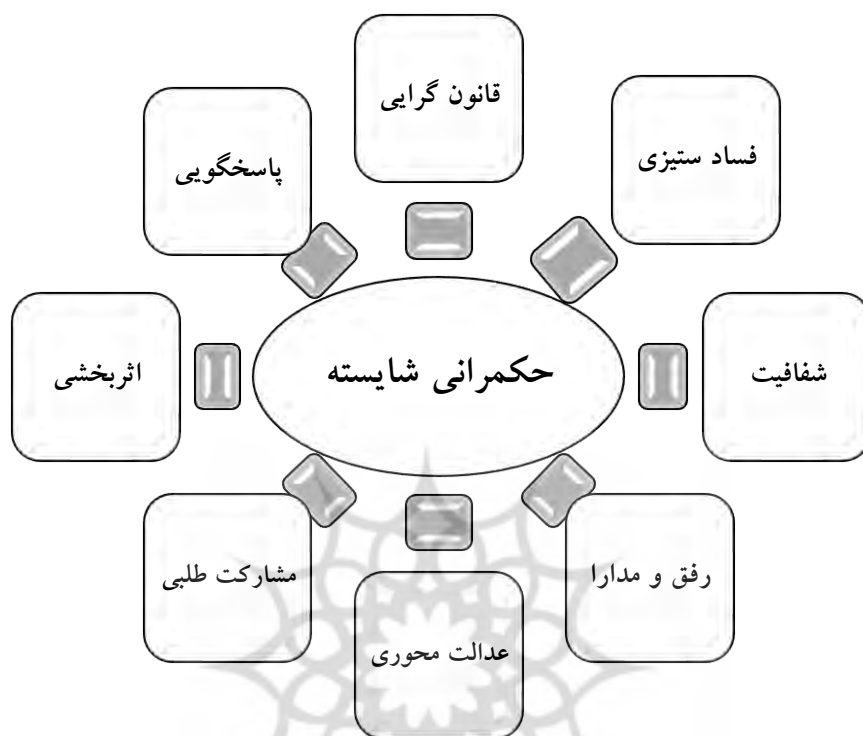 قانون گرایی
فساد ستیزی
پاسخگویی
شفافیت
حکمرانی شایسته
اثربخشی
رفق و مدارا
مشارکت طلبی
عدالت محوری